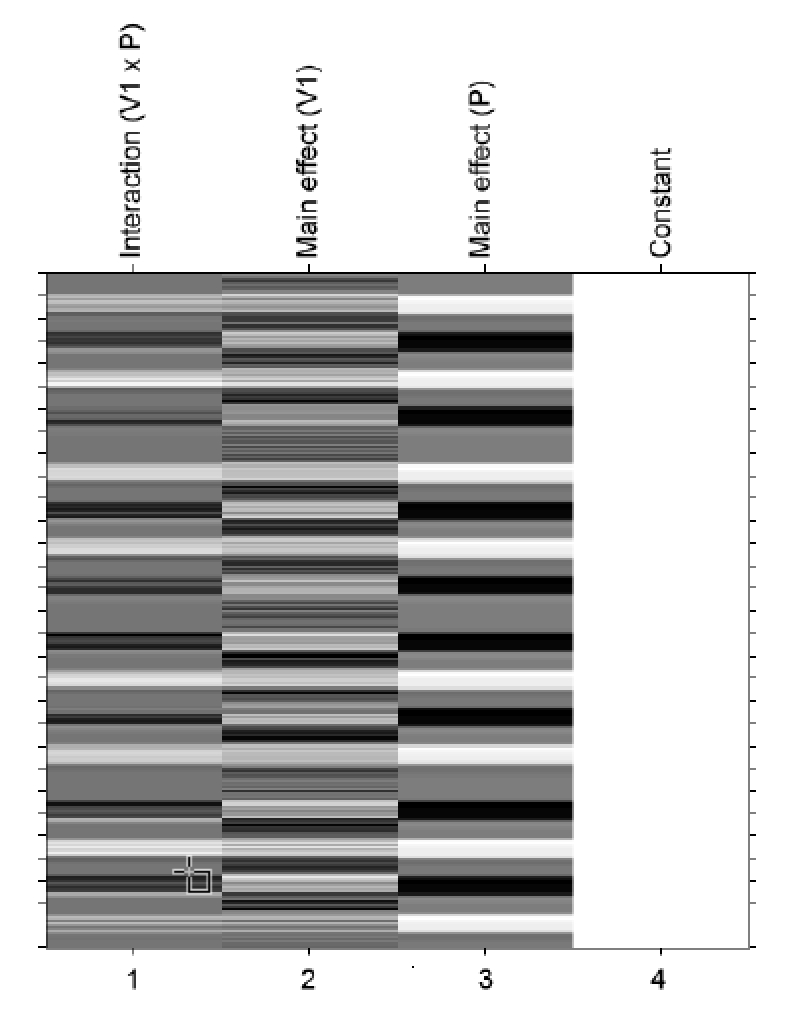 Interaction (V1 x P)
Main effect (V1)
Main effect (P)
Constant
1
2
3
4